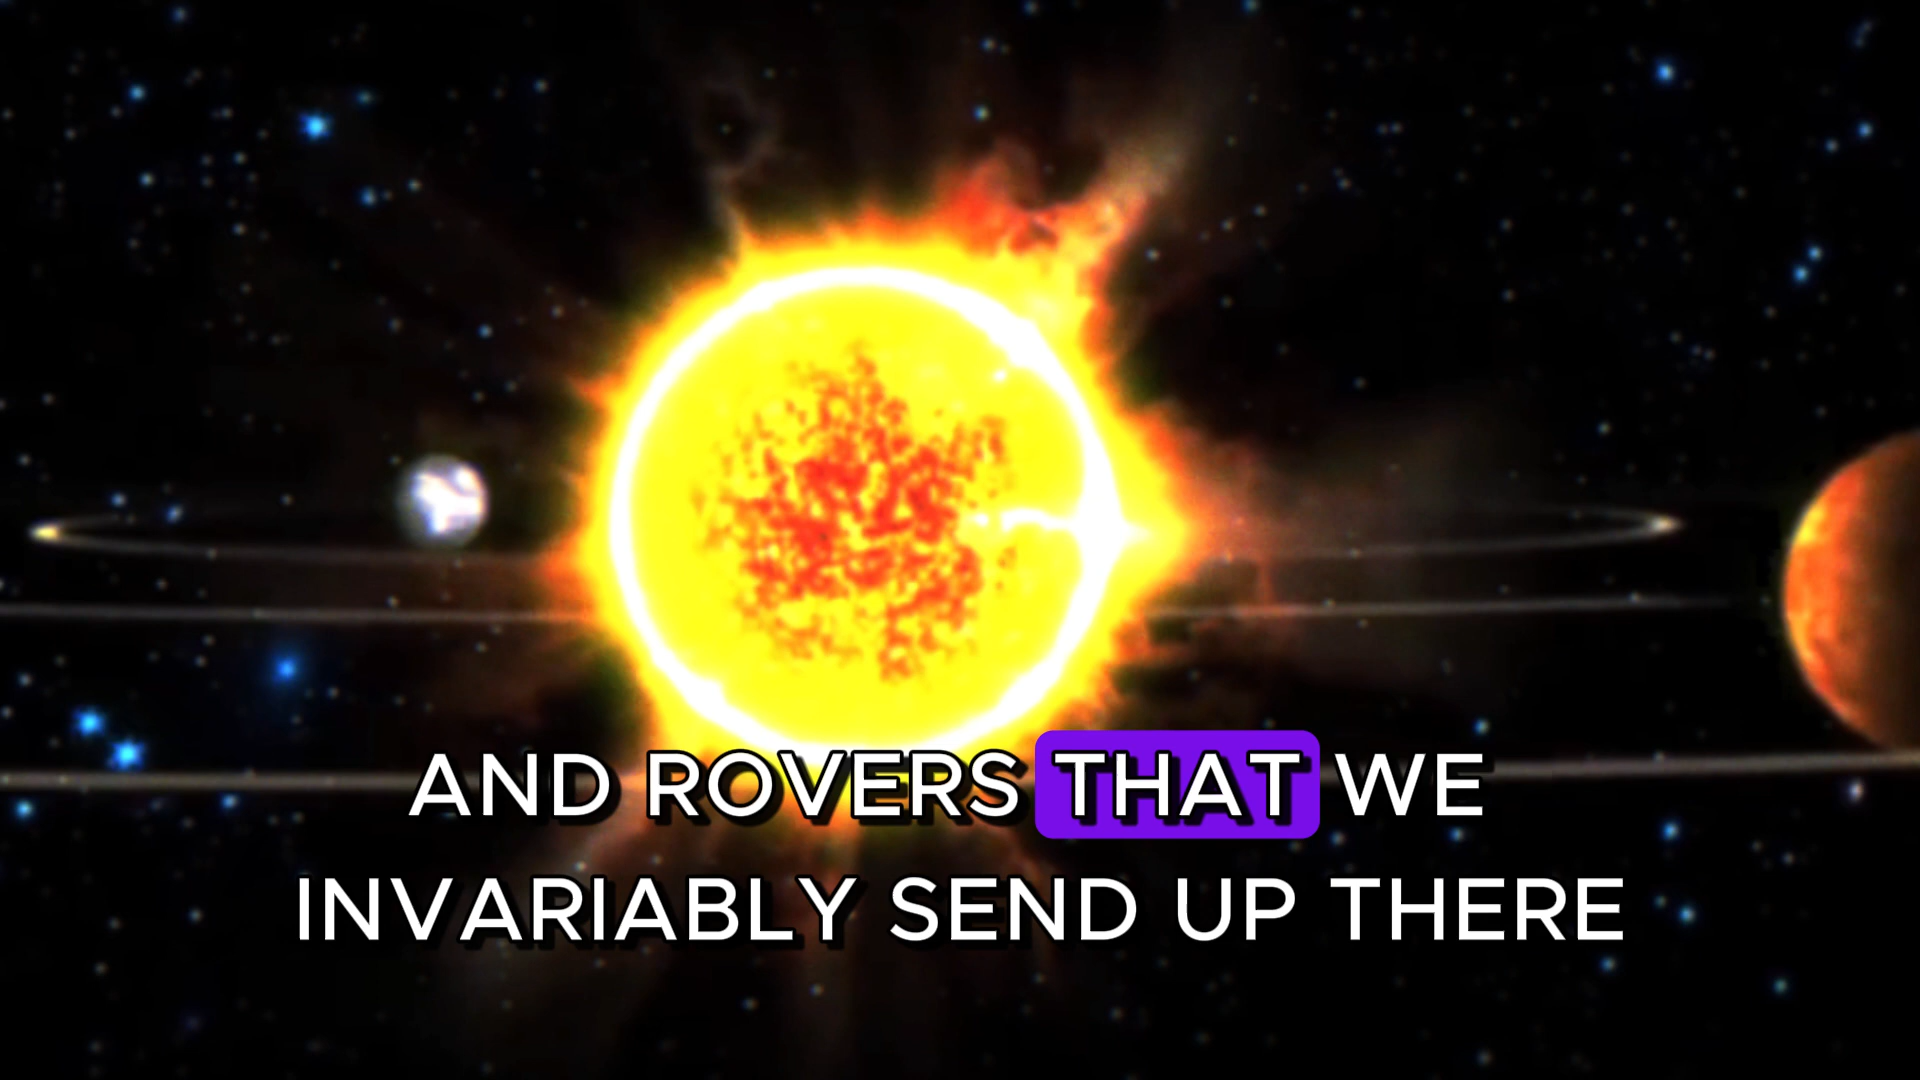 AND ROVERS THAT WE
INVARIABLY SEND UP THERE